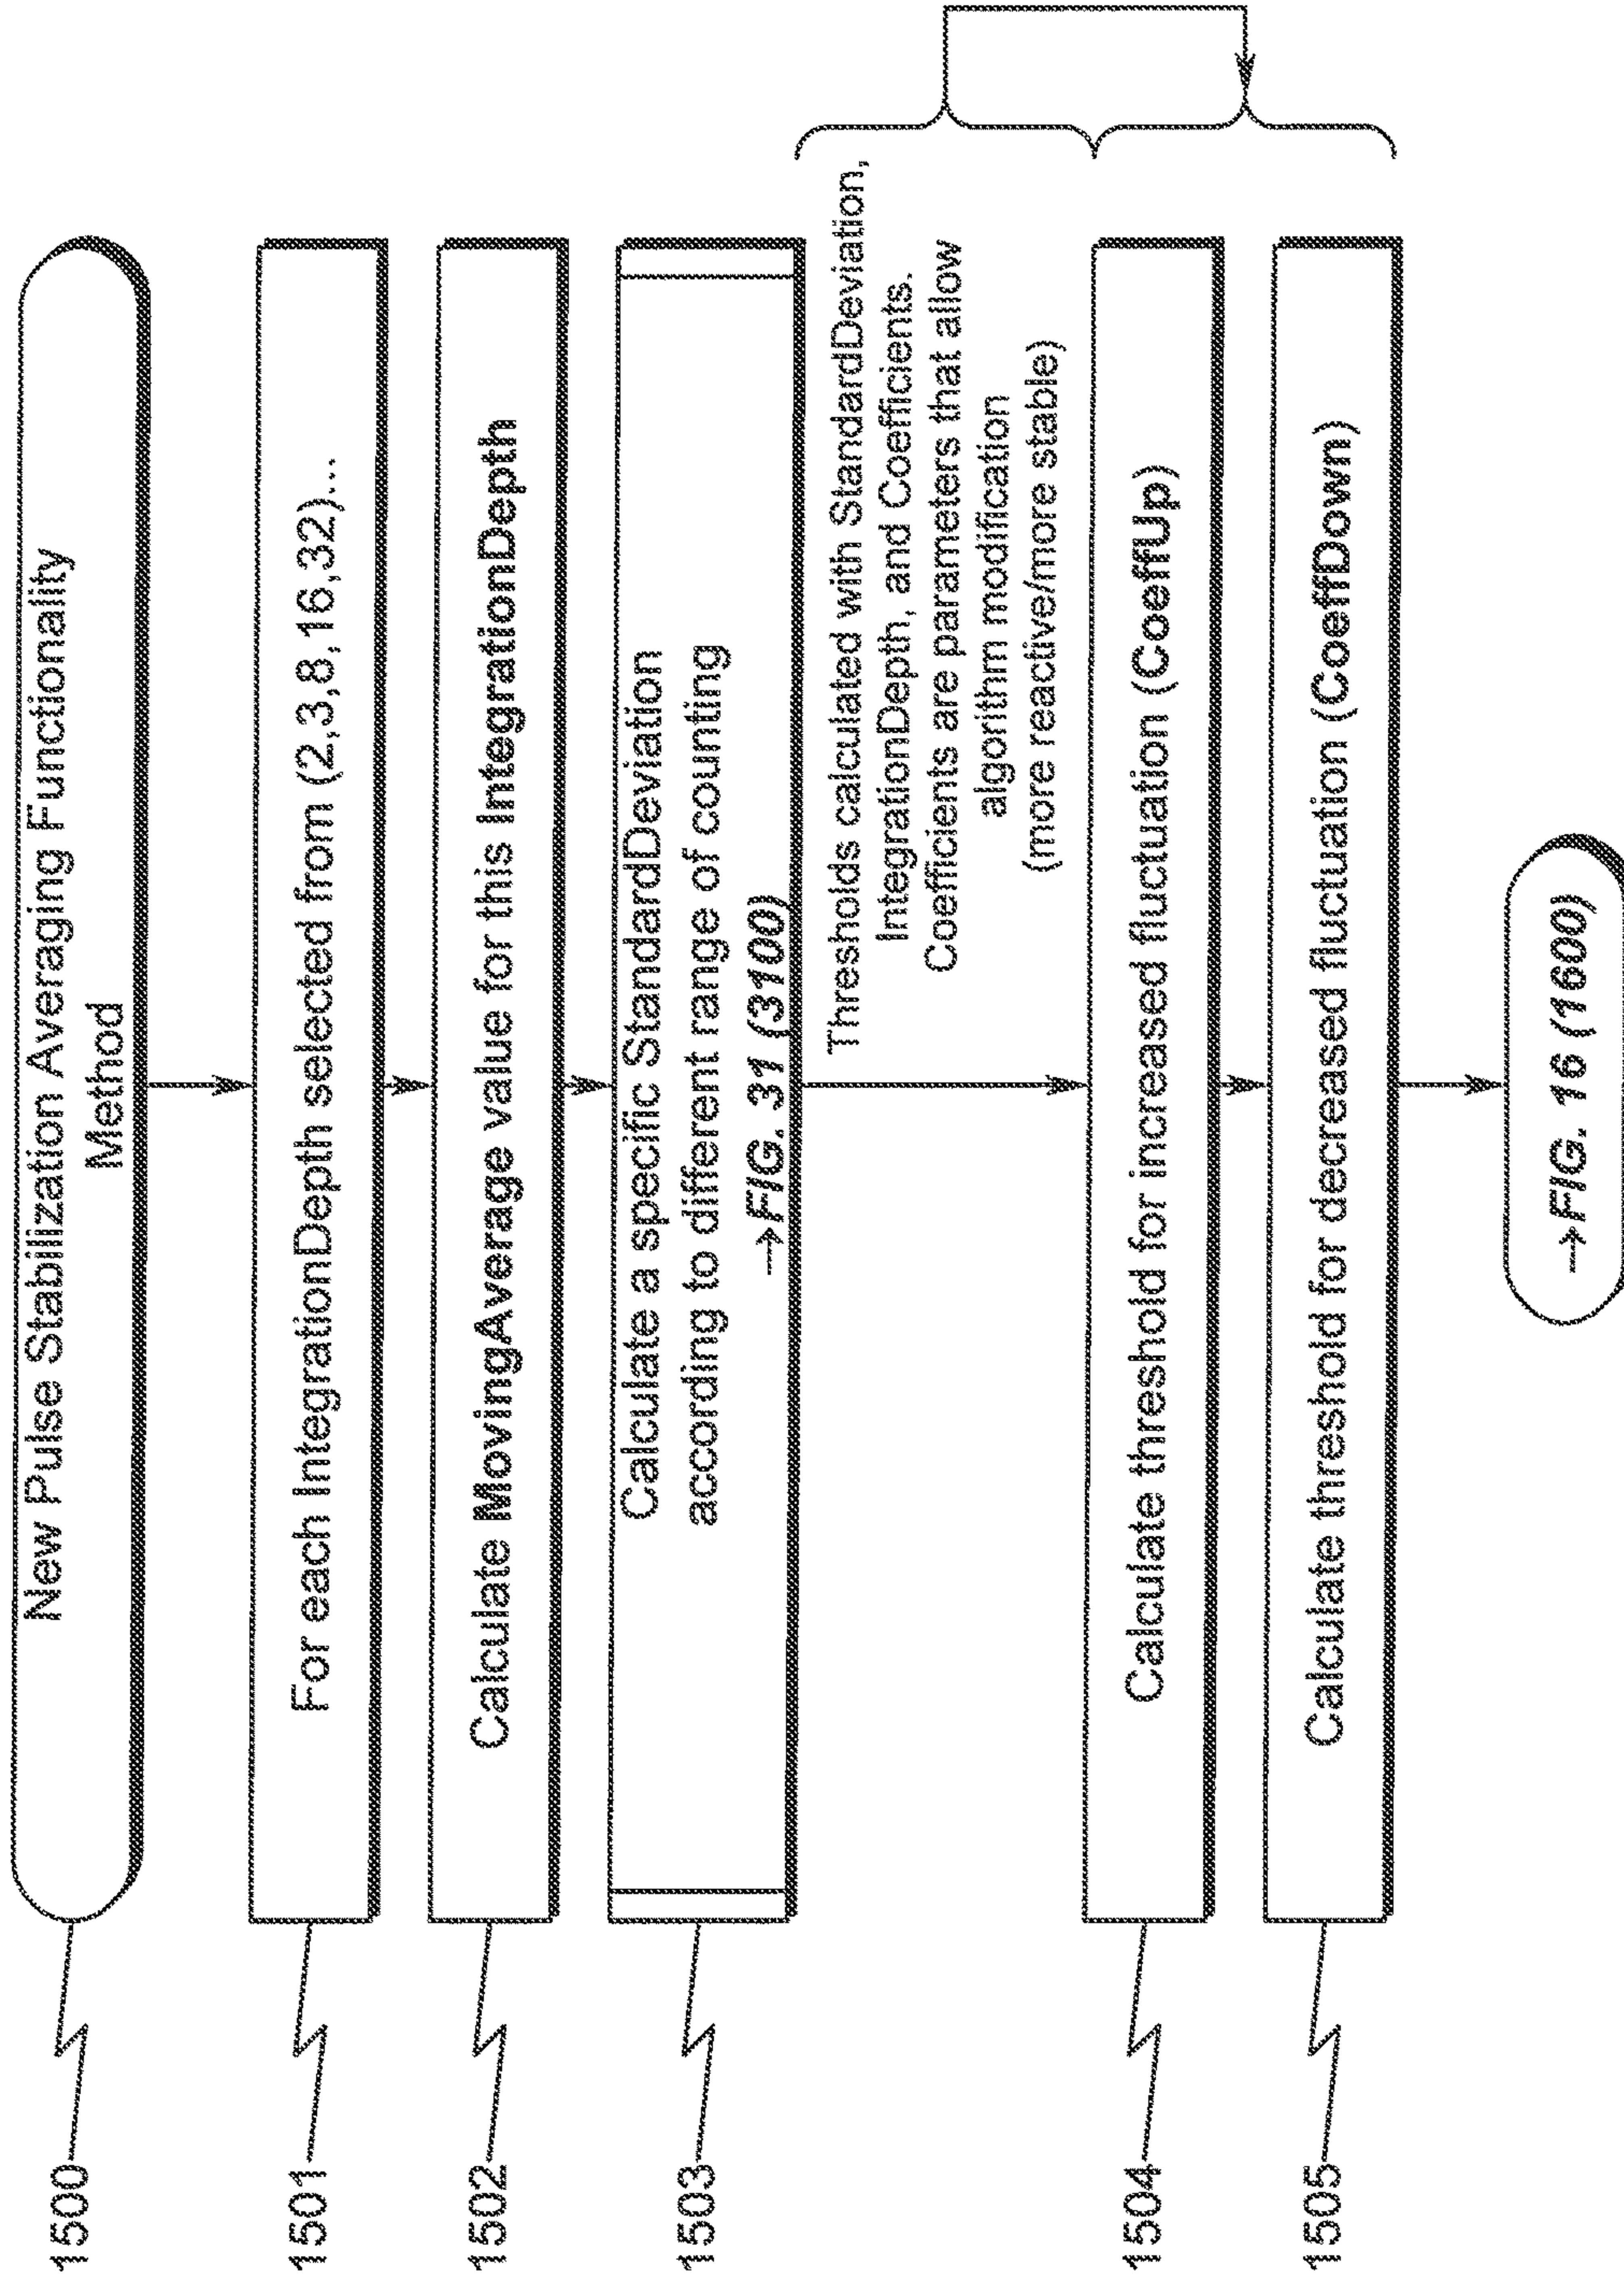 1500
New Pulse Stabilization Averaging Functionality
Method
1501
For each IntegrationDepth selected from (2,3,8,16,32)...
1502
Calculate MovingAverage value for this IntegrationDepth
1503
Calculate a specific StandardDeviation
according to different range of counting
→FIG. 31 (3100)
Thresholds calculated with StandardDeviation,
IntegrationDepth, and Coefficients.
Coefficients are parameters that allow
algorithm modification
(more reactive/more stable)
1504
Calculate threshold for increased fluctuation (CoeffUp)
1505
Calculate threshold for decreased fluctuation (CoeffDown)
→FIG. 16 (1600)